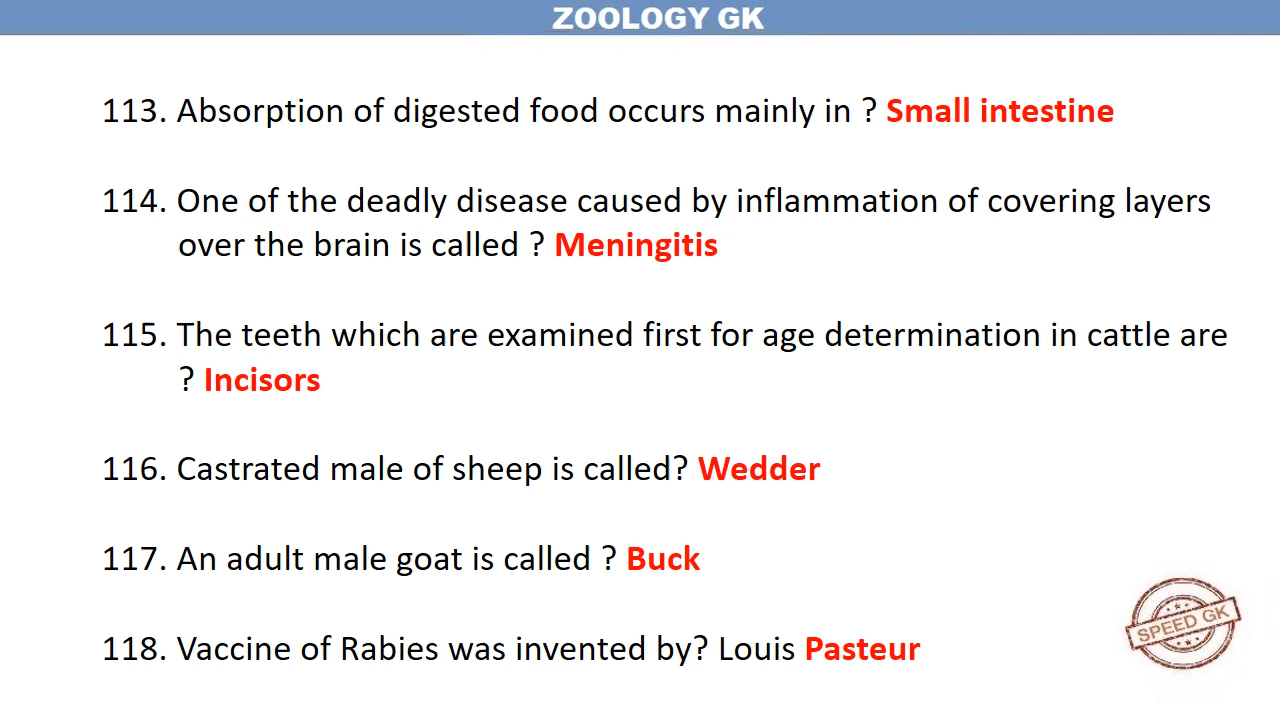 ZOOLOGY GK
113. Absorption of digested food occurs mainly in ? Small intestine
114. One of the deadly disease caused by inflammation of covering layers
over the brain is called ? Meningitis
115. The teeth which are examined first for age determination in cattle are
? Incisors
116. Castrated male of sheep is called? Wedder
117. An adult male goat is called ? Buck
118. Vaccine of Rabies was invented by? Louis Pasteur
SPEED GK